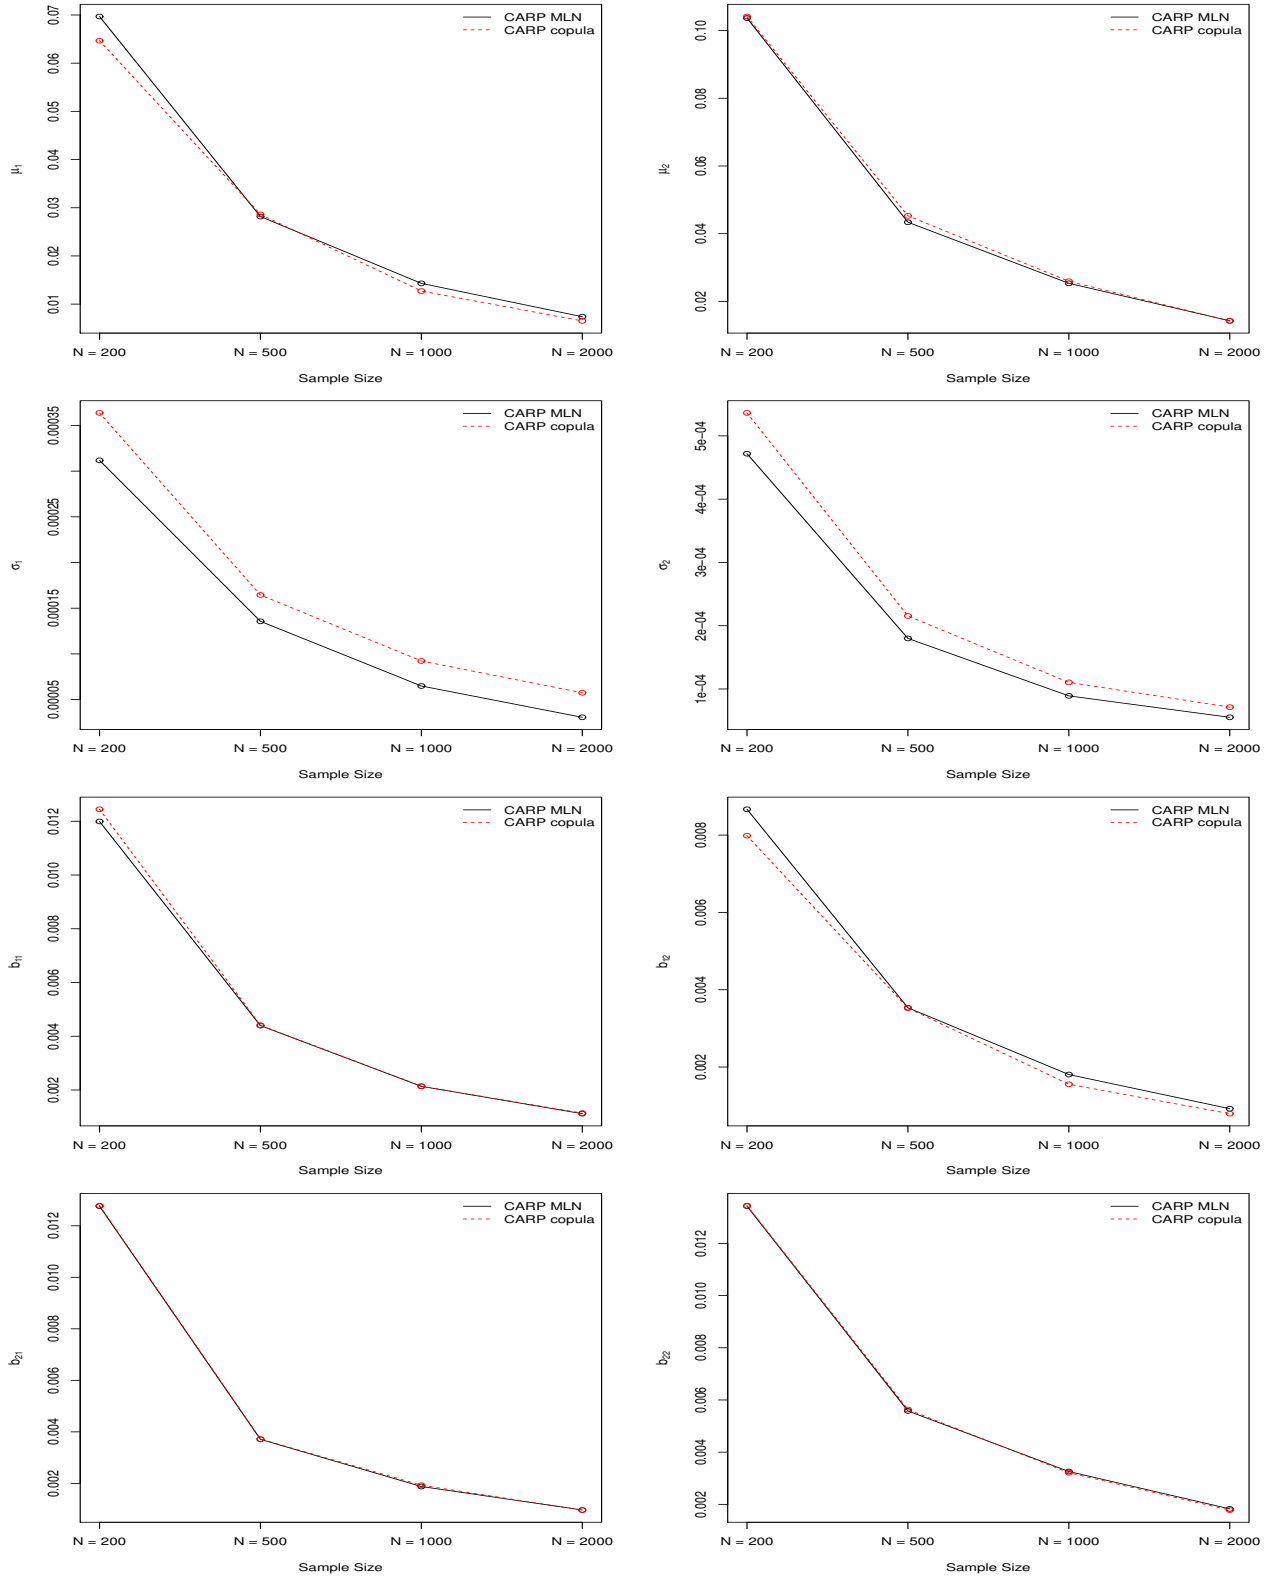 CARP MLN
CARP copula
0.07
0.06
0.05
0.04
0.03
0.02
0.01
μ1
N = 200 N = 500 N = 1000 N = 2000
Sample Size
CARP MLN
CARP copula
0.10
0.08
0.06
0.04
0.02
μ2
N = 200 N = 500 N = 1000 N = 2000
Sample Size
CARP MLN
CARP copula
0.00035
0.00025
0.00015
0.00005
σ1
N = 200 N = 500 N = 1000 N = 2000
Sample Size
CARP MLN
CARP copula
5e−04
4e−04
3e−04
2e−04
1e−04
σ2
N = 200 N = 500 N = 1000 N = 2000
Sample Size
CARP MLN
CARP copula
0.012
0.010
0.008
0.006
0.004
0.002
b11
N = 200 N = 500 N = 1000 N = 2000
Sample Size
CARP MLN
CARP copula
0.008
0.006
0.004
0.002
b12
N = 200 N = 500 N = 1000 N = 2000
Sample Size
CARP MLN
CARP copula
0.012
0.010
0.008
0.006
0.004
0.002
b21
N = 200 N = 500 N = 1000 N = 2000
Sample Size
CARP MLN
CARP copula
0.012
0.010
0.008
0.006
0.004
0.002
b22
N = 200 N = 500 N = 1000 N = 2000
Sample Size